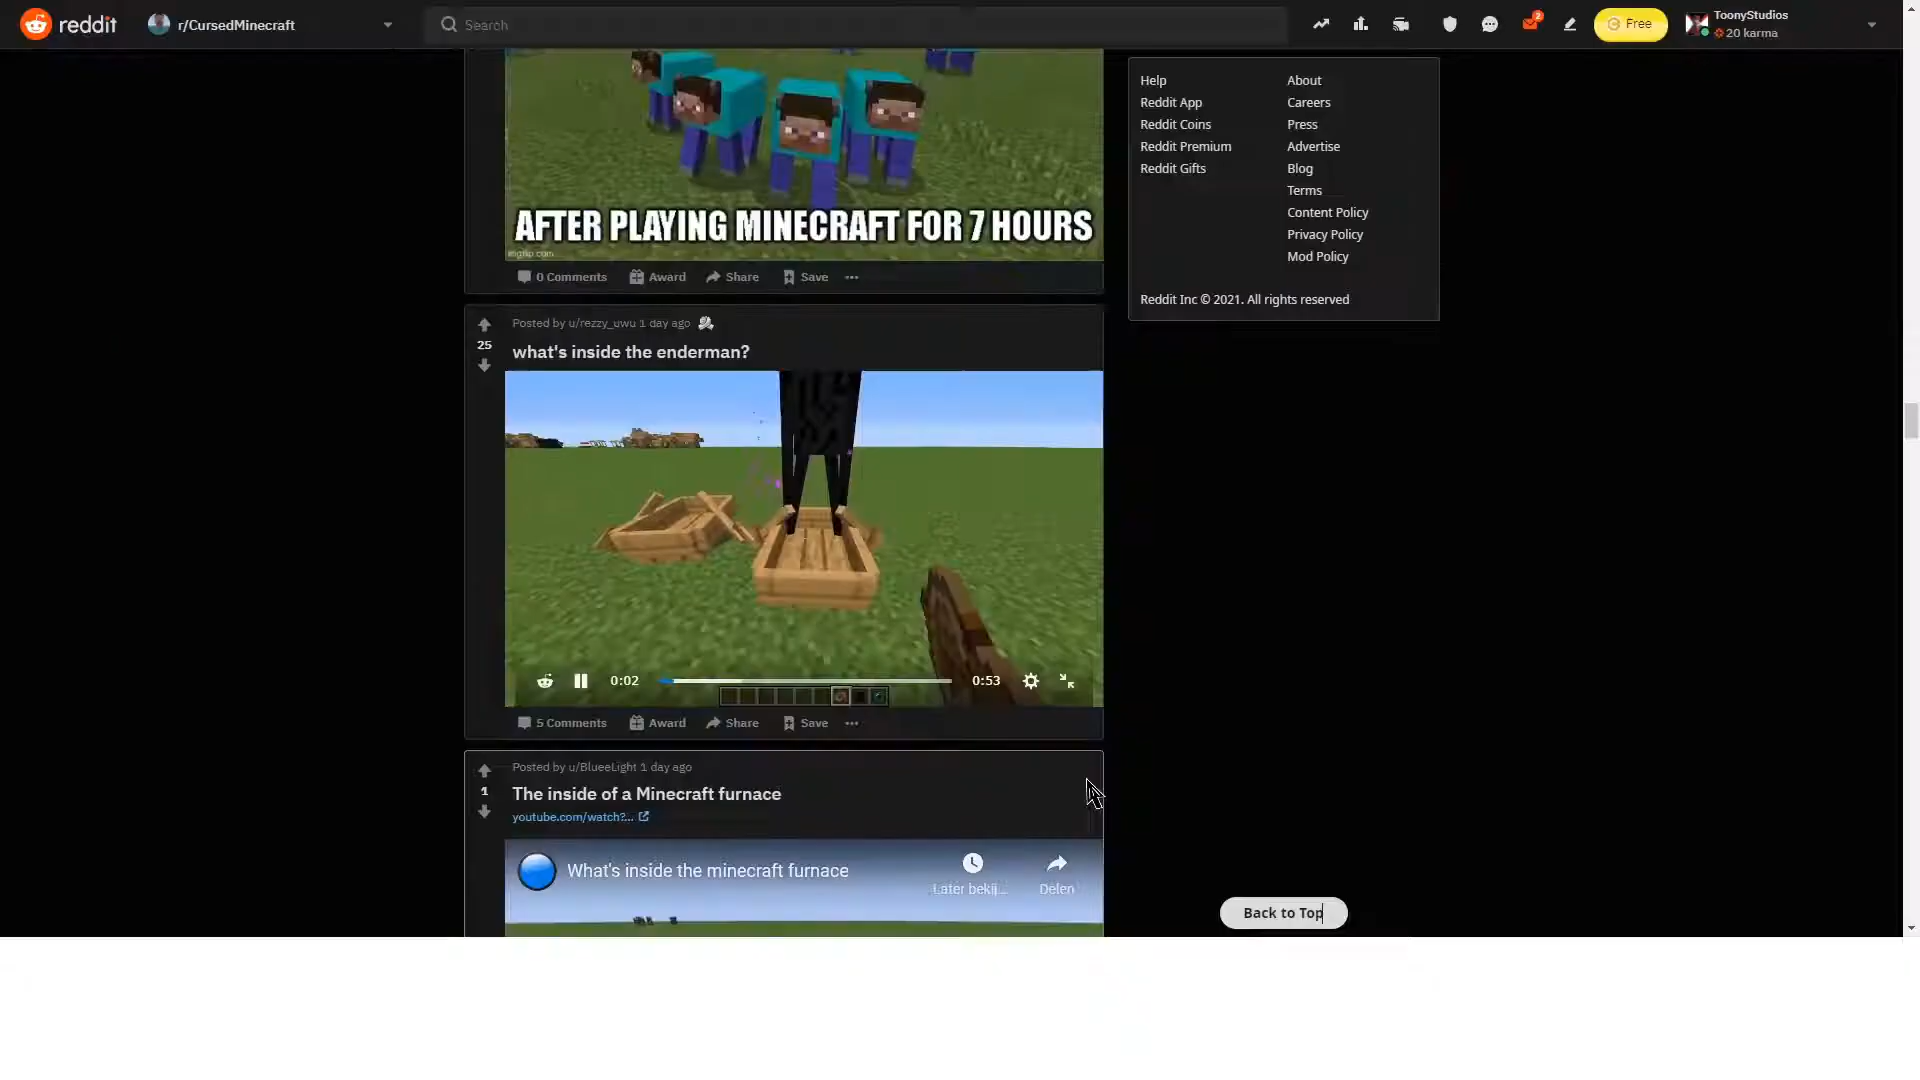 reddit
r/CursedMinecraft
Search
2
Free
ToonyStudios
20 karma
AFTER PLAYING MINECRAFT FOR 7 HOURS
imgflip.com
0 Comments Award Share Save
Help
Reddit App
Reddit Coins
Reddit Premium
Reddit Gifts
About
Careers
Press
Advertise
Blog
Terms
Content Policy
Privacy Policy
Mod Policy
Reddit Inc © 2021. All rights reserved
Posted by u/rezzy_uwu 1 day ago
25
what's inside the enderman?
0:02 0:53
5 Comments Award Share Save
Posted by u/BlueeLight 1 day ago
1
The inside of a Minecraft furnace
youtube.com/watch?...
What's inside the minecraft furnace
Later bekij...
Delen
Back to Top